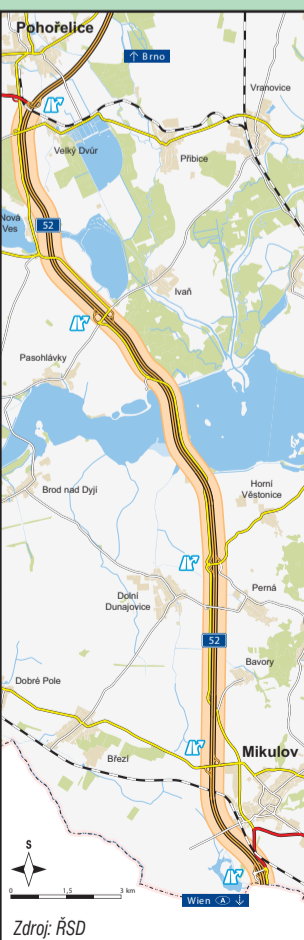 Pohořelice
↑ Brno
Vranovice
Velký Dvůr
Přibice
Nová
Ves
52
Ivaň
Pasohlávky
Brod nad Dyjí
Horní
Věstonice
Dolní
Dunajovice
Perná
52
Bavory
Dobré Pole
Březí
Mikulov
S
0 1,5 3 km
Wien A ↓
Zdroj: ŘSD